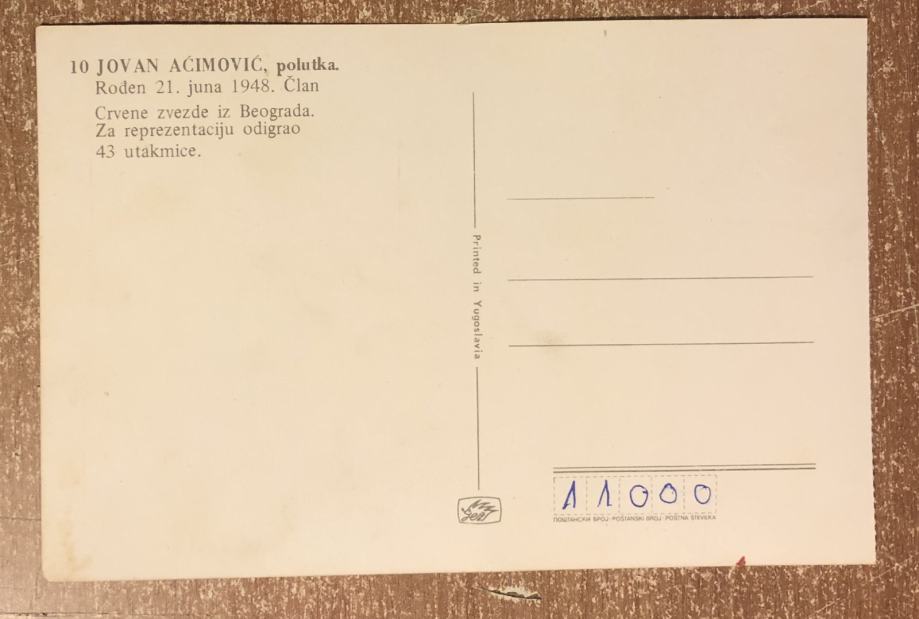 10 JOVAN AĆIMOVIĆ, polutka.
Rođen 21. juna 1948. Član
Crvene zvezde iz Beograda.
Za reprezentaciju odigrao
43 utakmice.
Printed in Yugoslavia
11000
ПОШТАНСКИ БРОЈ · POŠTANSKI BROJ · POŠTNA ŠTEVILKA